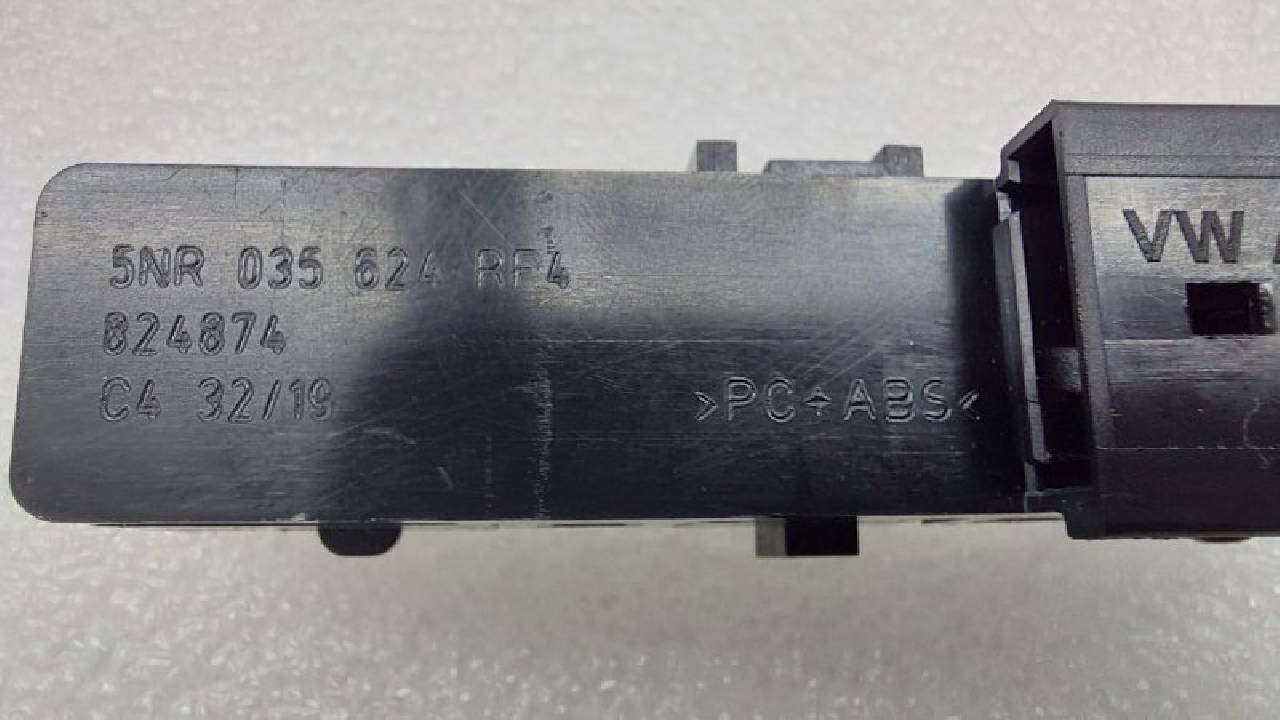 5NR 035 624 RF4
824874
C4 32/19
>PC+ABS<
VW